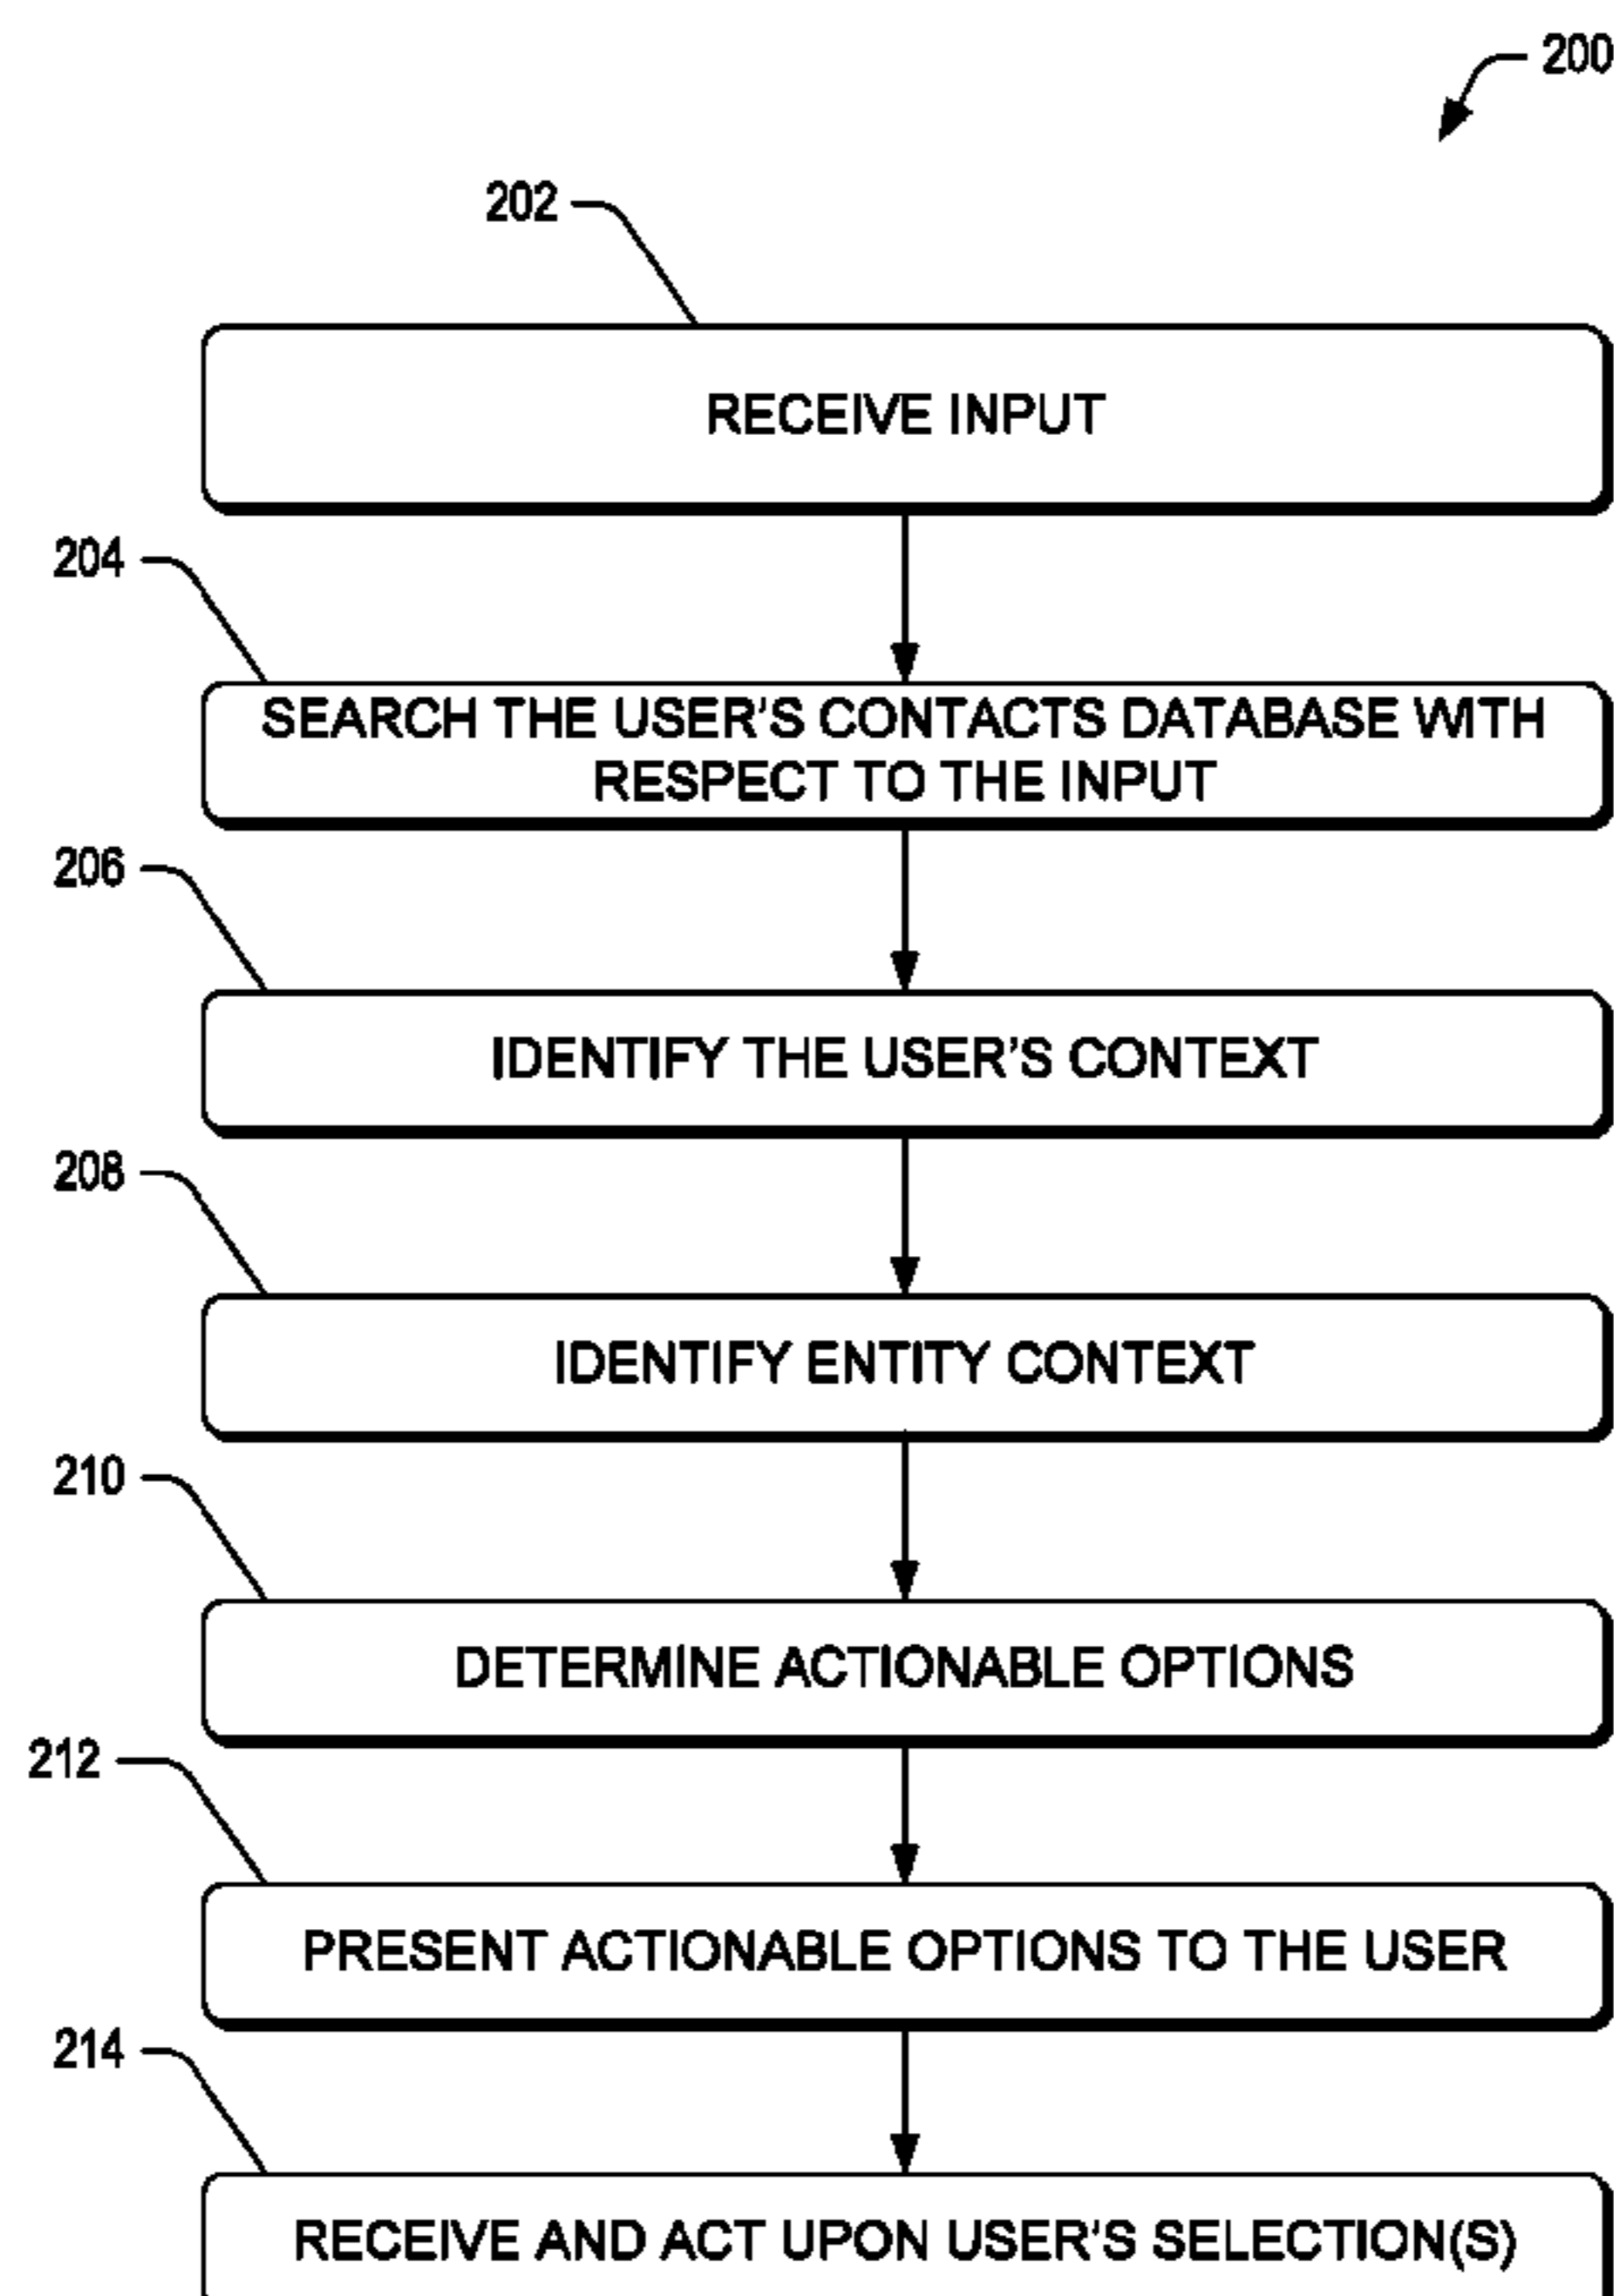 200
202
RECEIVE INPUT
204
SEARCH THE USER'S CONTACTS DATABASE WITH
RESPECT TO THE INPUT
206
IDENTIFY THE USER'S CONTEXT
208
IDENTIFY ENTITY CONTEXT
210
DETERMINE ACTIONABLE OPTIONS
212
PRESENT ACTIONABLE OPTIONS TO THE USER
214
RECEIVE AND ACT UPON USER'S SELECTION(S)